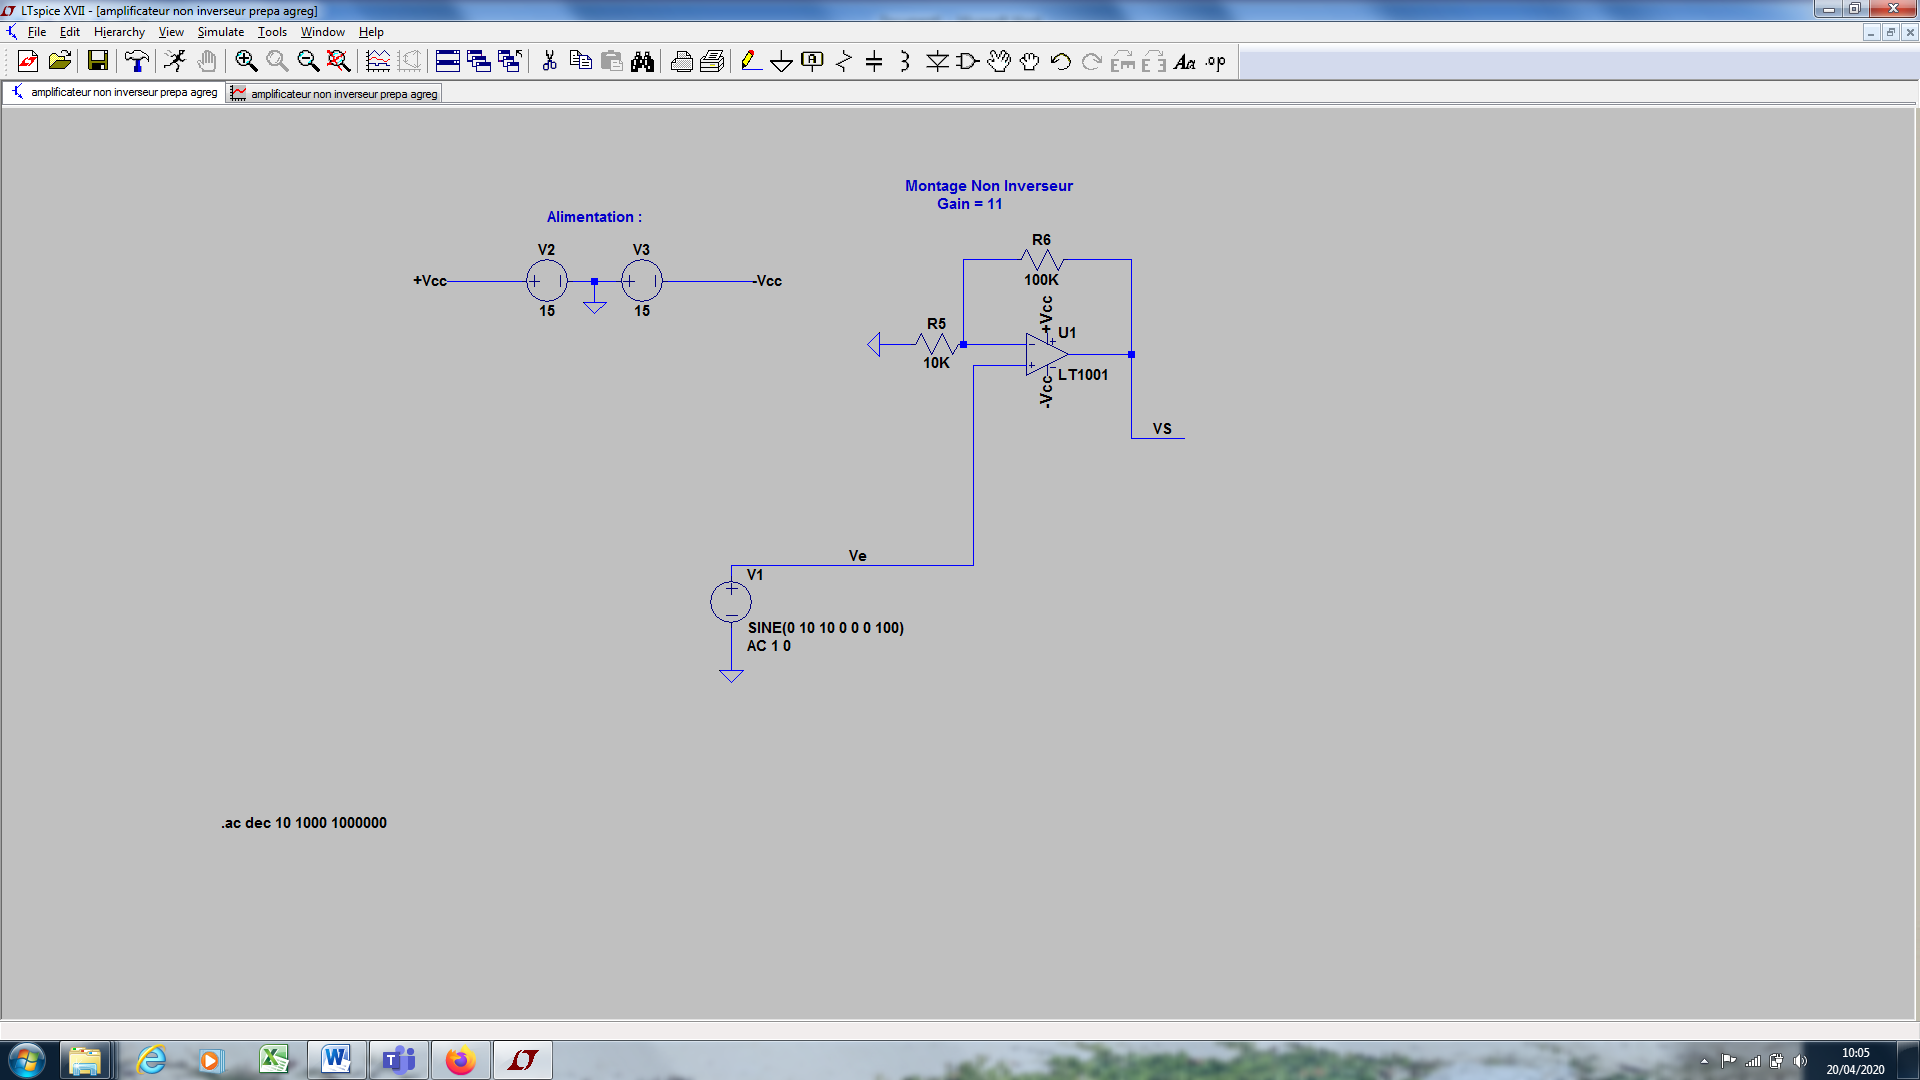 LTspice XVII - [amplificateur non inverseur prepa agreg]
File Edit Hierarchy View Simulate Tools Window Help
Aa .op
amplificateur non inverseur prepa agreg
amplificateur non inverseur prepa agreg
Montage Non Inverseur
Gain = 11
Alimentation :
V2 V3
+Vcc -Vcc
15 15
R6
100K
+Vcc
R5
10K
U1
LT1001
-Vcc
VS
Ve
V1
SINE(0 10 10 0 0 0 100)
AC 1 0
.ac dec 10 1000 1000000
10:05
20/04/2020